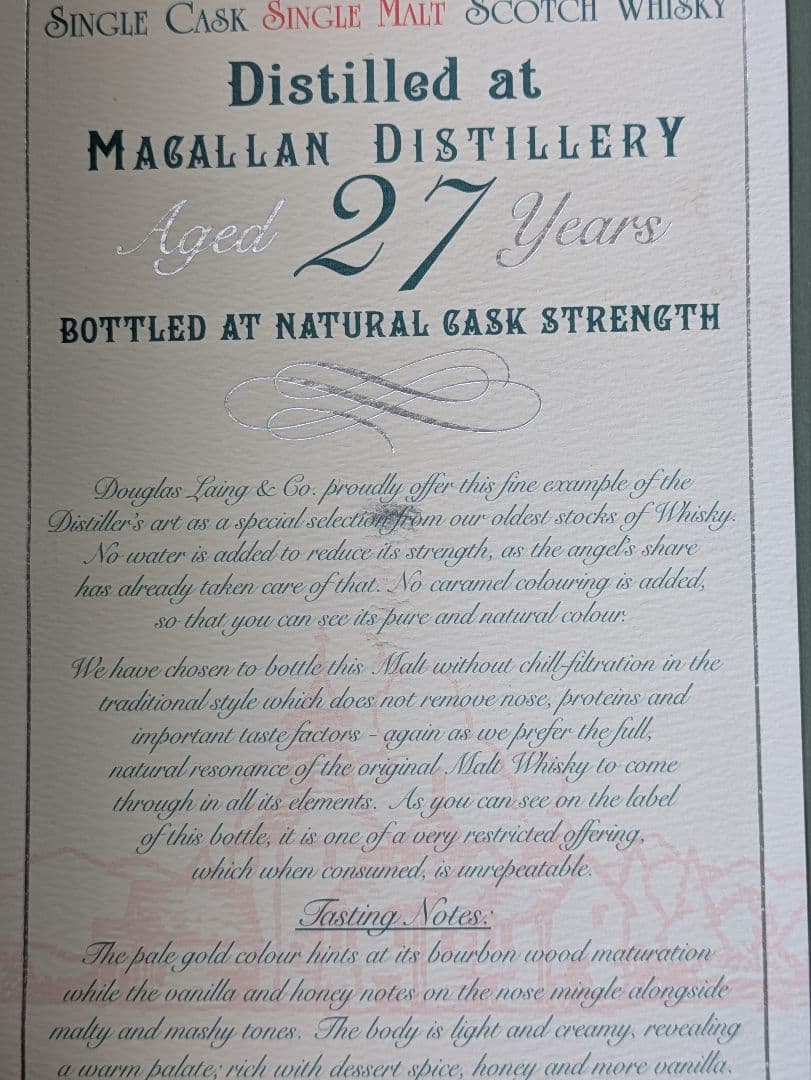 Single Cask Single Malt Scotch Whisky
Distilled at
Macallan Distillery
Aged 27 Years
BOTTLED AT NATURAL CASK STRENGTH
Douglas Laing & Co. proudly offer this fine example of the
Distiller's art as a special selection from our oldest stocks of Whisky.
No water is added to reduce its strength, as the angel's share
has already taken care of that. No caramel colouring is added,
so that you can see its pure and natural colour.
We have chosen to bottle this Malt without chill-filtration in the
traditional style which does not remove nose, proteins and
important taste factors - again as we prefer the full,
natural resonance of the original Malt Whisky to come
through in all its elements. As you can see on the label
of this bottle, it is one of a very restricted offering,
which when consumed, is unrepeatable.
Tasting Notes:
The pale gold colour hints at its bourbon wood maturation
while the vanilla and honey notes on the nose mingle alongside
malty and mashy tones. The body is light and creamy, revealing
a warm palate; rich with dessert spice, honey and more vanilla.